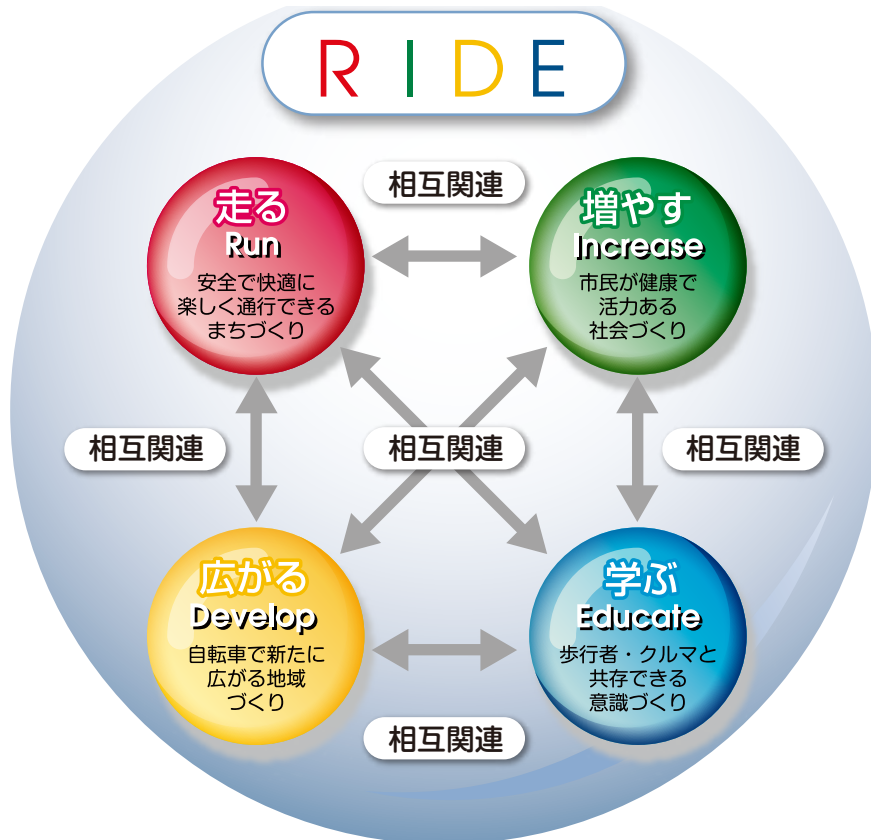 RIDE
走る
Run
安全で快適に
楽しく通行できる
まちづくり
相互関連
増やす
Increase
市民が健康で
活力ある
社会づくり
相互関連
相互関連
相互関連
広がる
Develop
自転車で新たに
広がる地域
づくり
相互関連
学ぶ
Educate
歩行者・クルマと
共存できる
意識づくり